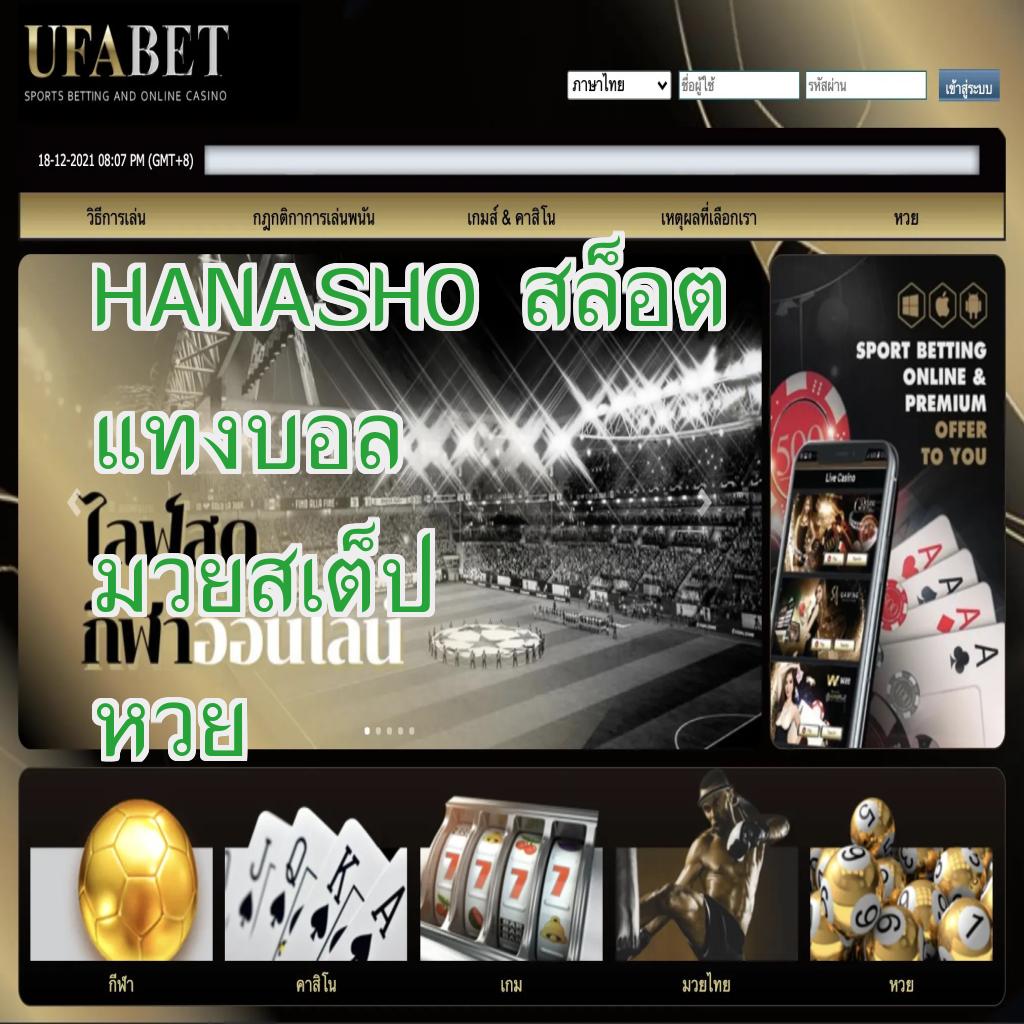 UFABET
SPORTS BETTING AND ONLINE CASINO
ภาษาไทย ชื่อผู้ใช้ รหัสผ่าน เข้าสู่ระบบ
18-12-2021 08:07 PM (GMT+8)
วิธีการเล่น กฎกติกาการเล่นพนัน เกมส์ & คาสิโน เหตุผลที่เลือกเรา หวย
HANASHO สล็อต
แทงบอล
ไลฟ์สด
มวยสเต็ป
กีฬาออนไลน์
หวย
SPORT BETTING
ONLINE &
PREMIUM
OFFER
TO YOU
500
Live Casino
A
A
A
A
J Q K A
7 7 7 7
กีฬา คาสิโน เกม มวยไทย หวย